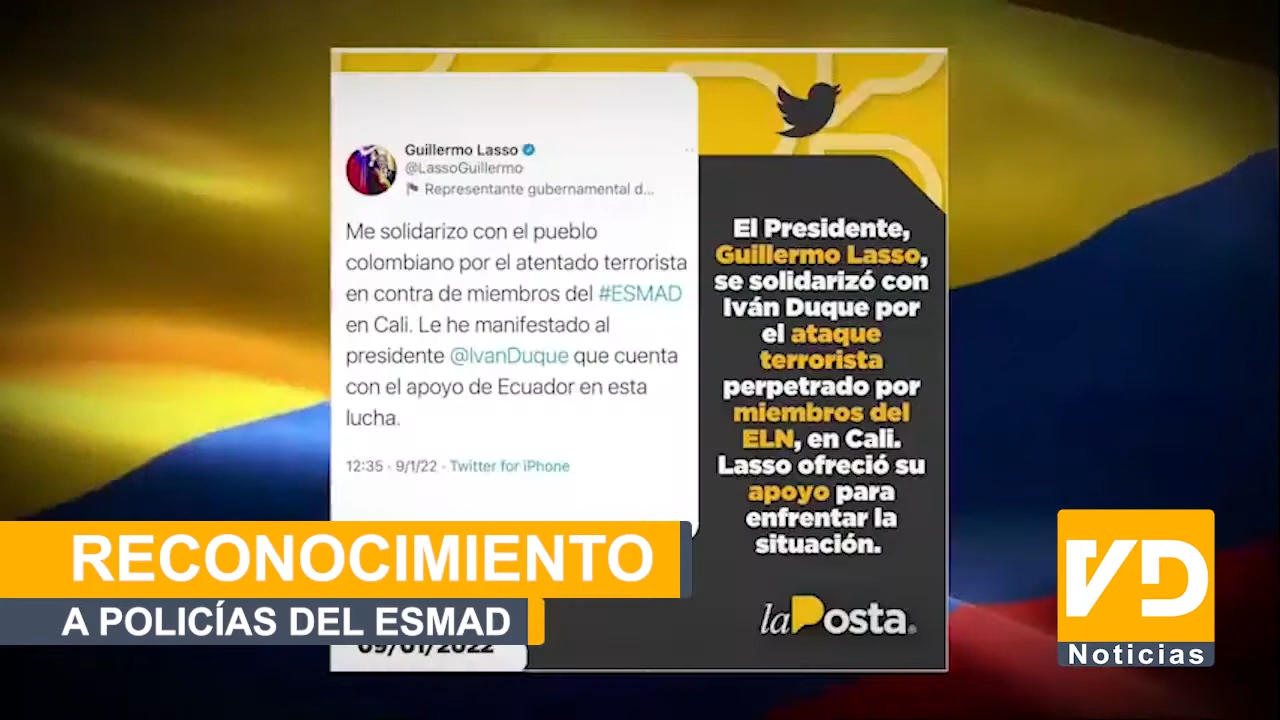 Guillermo Lasso
@LassoGuillermo
Representante gubernamental d...
Me solidarizo con el pueblo
colombiano por el atentado terrorista
en contra de miembros del #ESMAD
en Cali. Le he manifestado al
presidente @IvanDuque que cuenta
con el apoyo de Ecuador en esta
lucha.
12:35 · 9/1/22 · Twitter for iPhone
El Presidente,
Guillermo Lasso,
se solidarizó con
Iván Duque por
el ataque
terrorista
perpetrado por
miembros del
ELN, en Cali.
Lasso ofreció su
apoyo para
enfrentar la
situación.
laPosta®
RECONOCIMIENTO
A POLICÍAS DEL ESMAD
09/01/2022
VD
Noticias